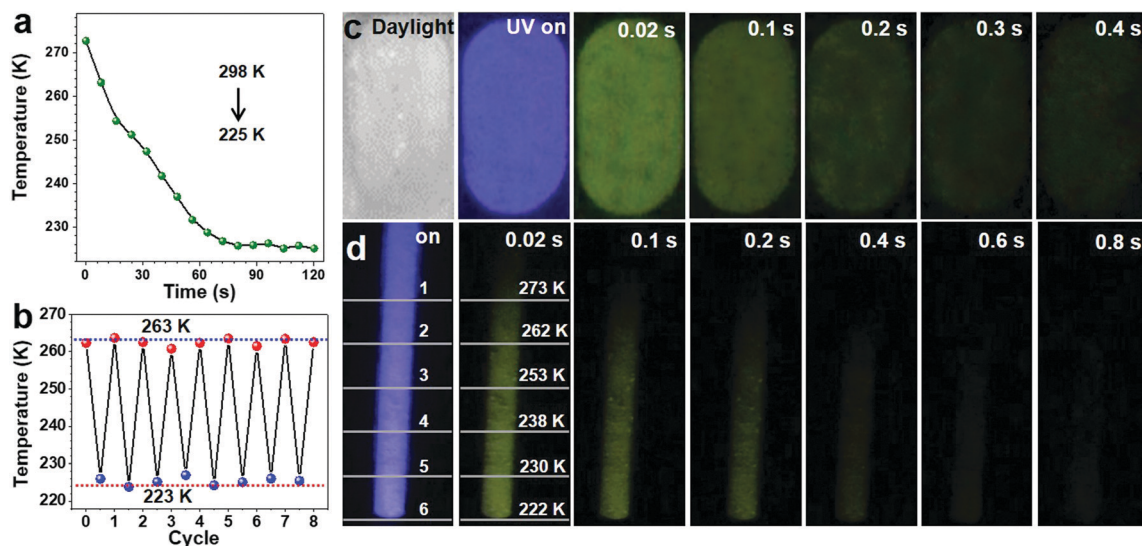 a
Temperature (K)
270
260
250
240
230
298 K
225 K
0
30
60
90
120
Time (s)
b
Temperature (K)
270
260
250
240
230
220
263 K
223 K
0
1
2
3
4
5
6
7
8
Cycle
c
Daylight
UV on
0.02 s
0.1 s
0.2 s
0.3 s
0.4 s
d
on
0.02 s
0.1 s
0.2 s
0.4 s
0.6 s
0.8 s
1
273 K
2
262 K
3
253 K
4
238 K
5
230 K
6
222 K